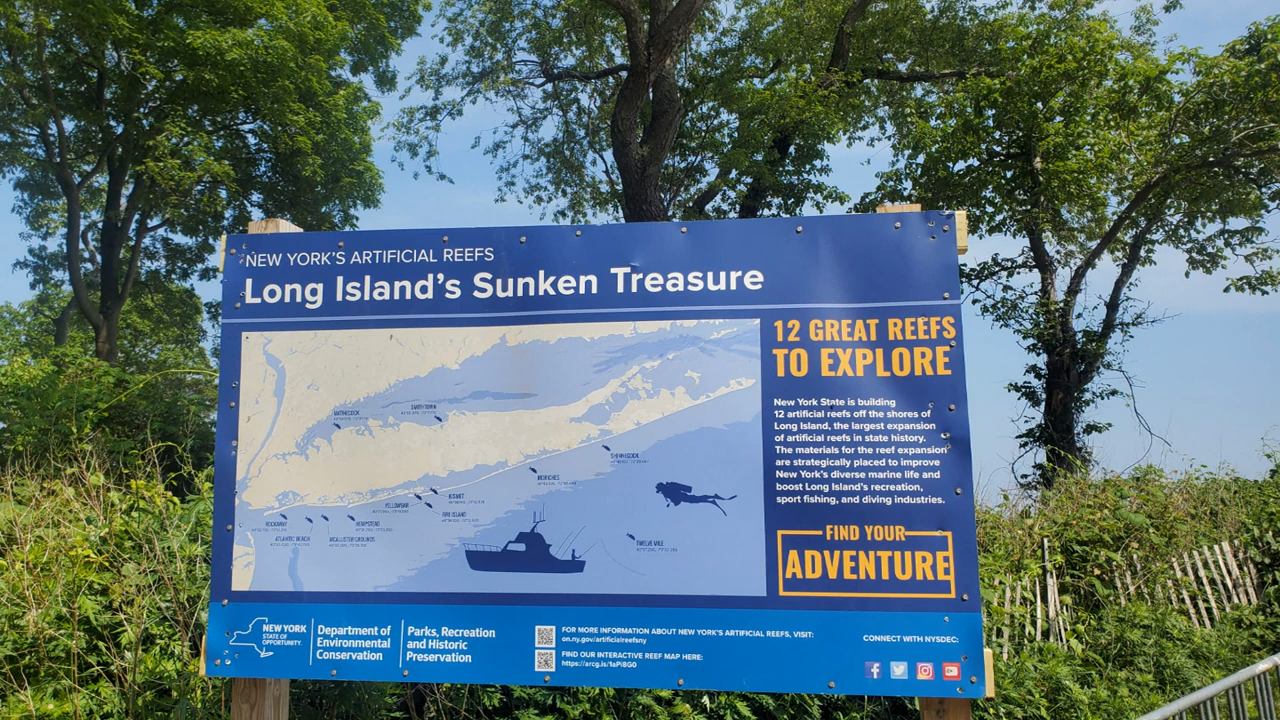 NEW YORK'S ARTIFICIAL REEFS
Long Island's Sunken Treasure
12 GREAT REEFS
TO EXPLORE
New York State is building
12 artificial reefs off the shores of
Long Island, the largest expansion
of artificial reefs in state history.
The materials for the reef expansion
are strategically placed to improve
New York's diverse marine life and
boost Long Island's recreation,
sport fishing, and diving industries.
FIND YOUR
ADVENTURE
MATINECOCK
SMITHTOWN
SHINNECOCK
MORICHES
KISMET
YELLOWBAR
FIRE ISLAND
ROCKAWAY
HEMPSTEAD
ATLANTIC BEACH
MCALLISTER GROUNDS
TWELVE MILE
NEW YORK
STATE OF
OPPORTUNITY.
Department of
Environmental
Conservation
Parks, Recreation
and Historic
Preservation
FOR MORE INFORMATION ABOUT NEW YORK'S ARTIFICIAL REEFS, VISIT:
on.ny.gov/artificialreefsny
FIND OUR INTERACTIVE REEF MAP HERE:
https://arcg.is/1aPi8G0
CONNECT WITH NYSDEC: